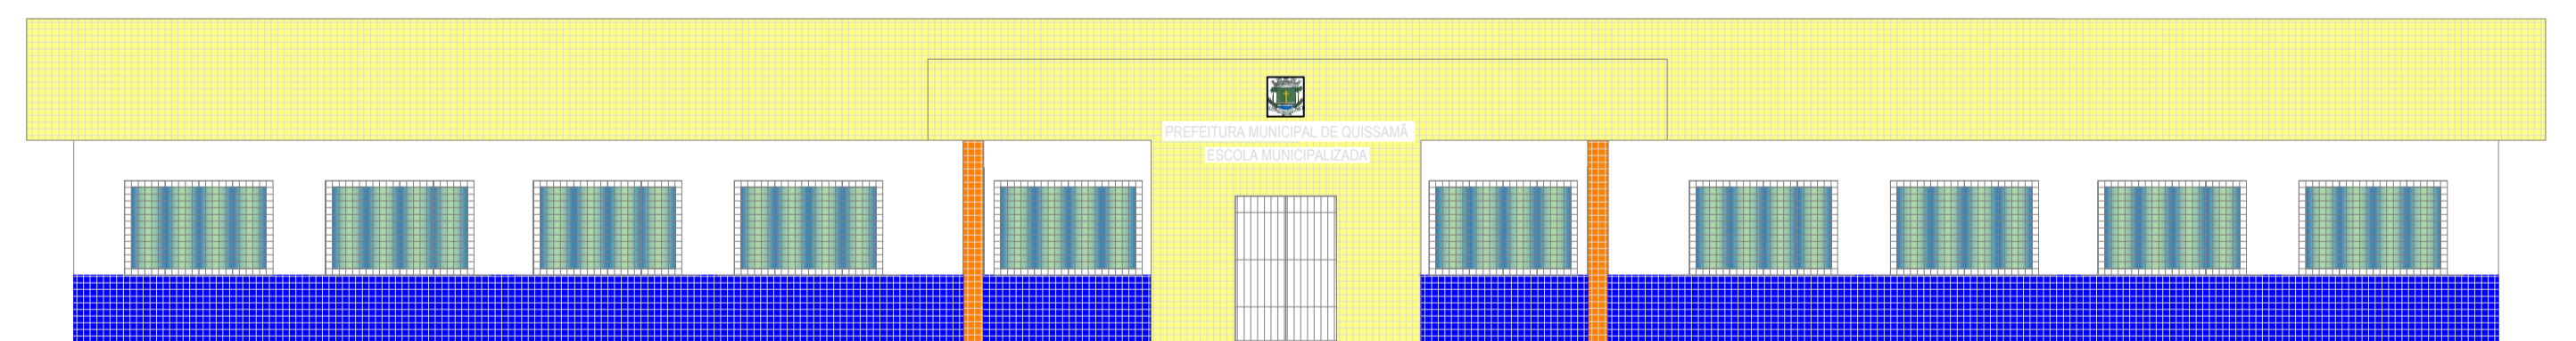 PREFEITURA MUNICIPAL DE QUISSAMÃ
ESCOLA MUNICIPALIZADA